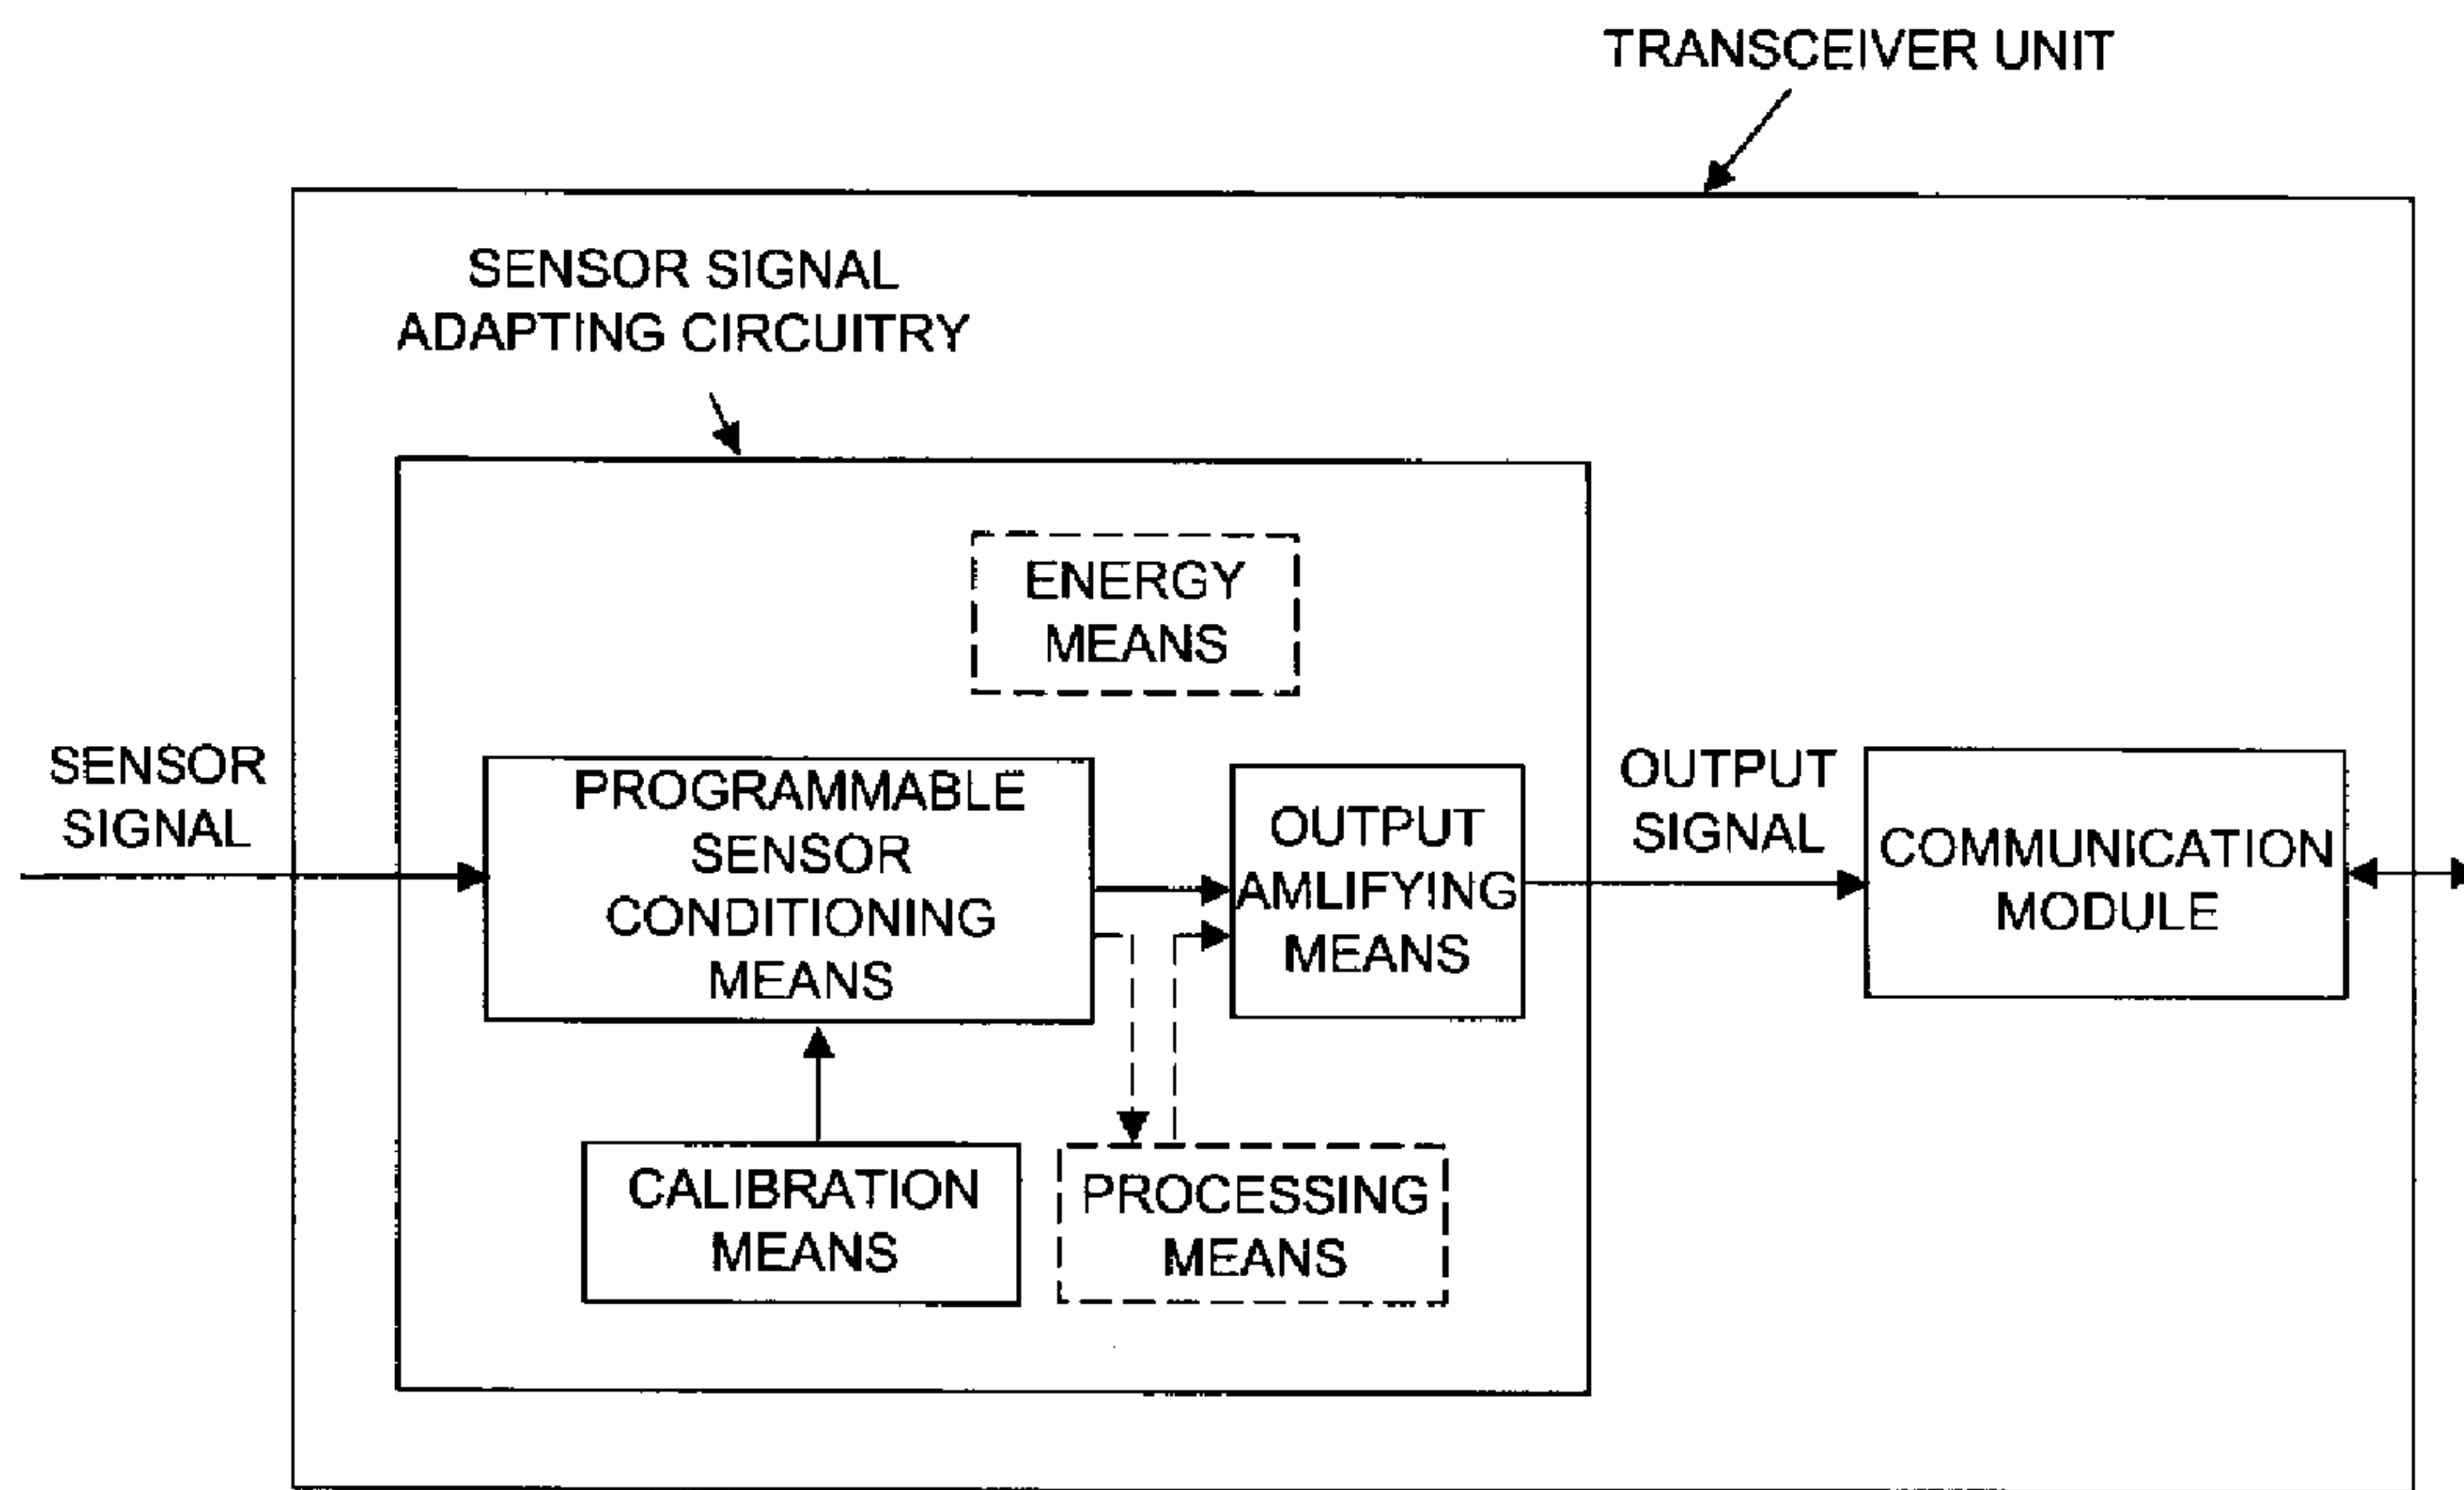 TRANSCEIVER UNIT
SENSOR SIGNAL
ADAPTING CIRCUITRY
ENERGY
MEANS
SENSOR
SIGNAL
PROGRAMMABLE
SENSOR
CONDITIONING
MEANS
OUTPUT
AMLIFYING
MEANS
OUTPUT
SIGNAL
COMMUNICATION
MODULE
CALIBRATION
MEANS
PROCESSING
MEANS